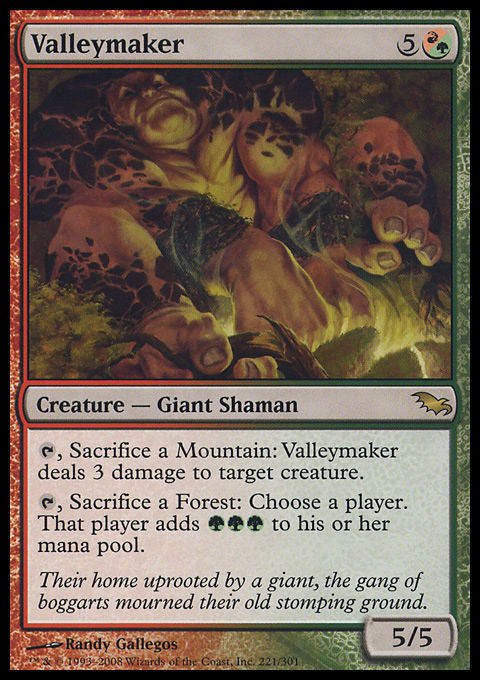 Valleymaker 5
Creature — Giant Shaman
, Sacrifice a Mountain: Valleymaker
deals 3 damage to target creature.
, Sacrifice a Forest: Choose a player.
That player adds to his or her
mana pool.
Their home uprooted by a giant, the gang of
boggarts mourned their old stomping ground.
Randy Gallegos
5/5
™ & © 1993–2008 Wizards of the Coast, Inc. 221/301